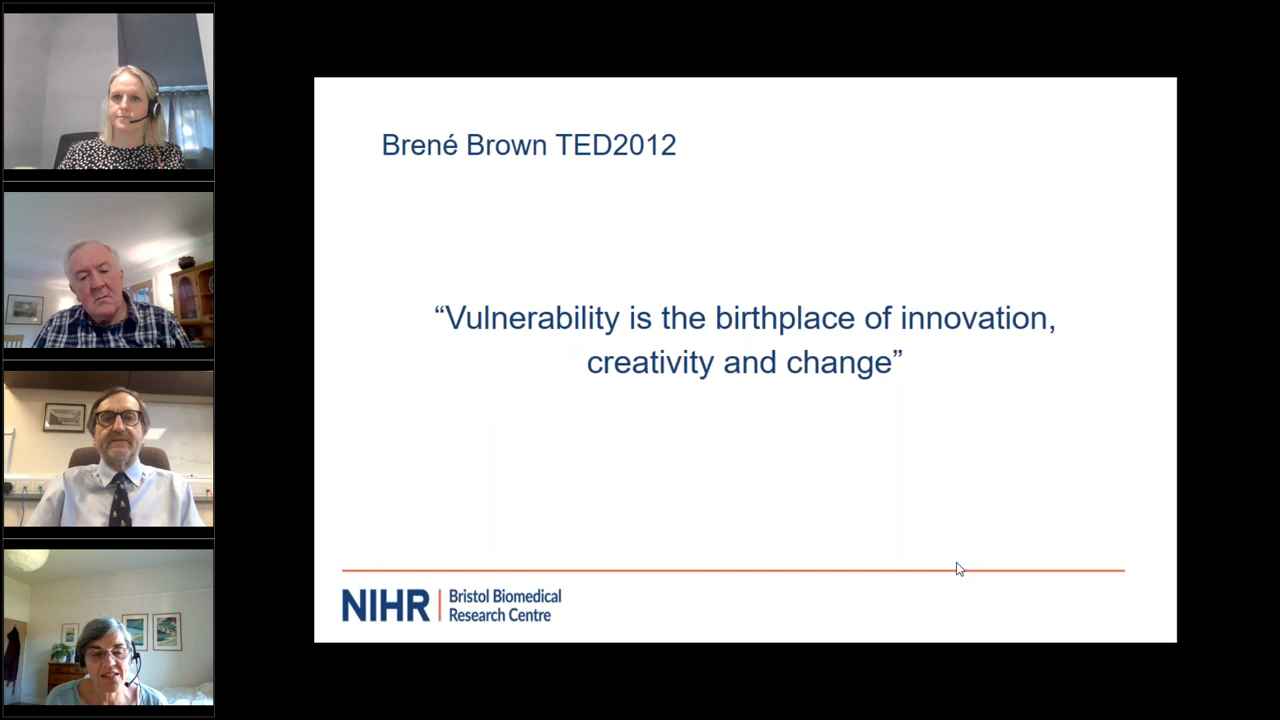 Brené Brown TED2012
“Vulnerability is the birthplace of innovation,
creativity and change”
NIHR | Bristol Biomedical
Research Centre